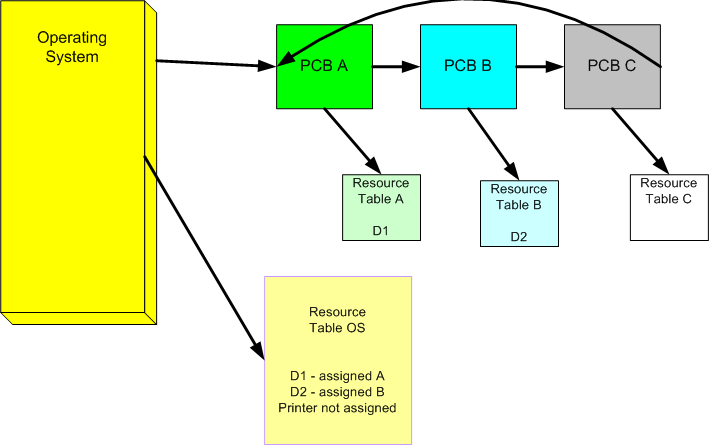 Operating
System
PCB A
PCB B
PCB C
Resource
Table A
D1
Resource
Table B
D2
Resource
Table C
Resource
Table OS
D1 - assigned A
D2 - assigned B
Printer not assigned